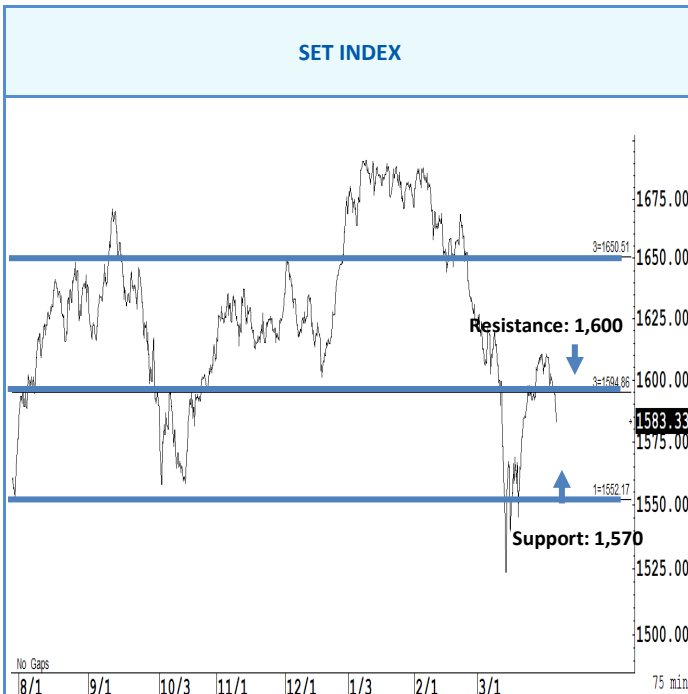 SET INDEX
1675.00
3=1650.51
1650.00
1625.00
Resistance: 1,600
3=1594.86
1600.00
1583.33
1575.00
1=1552.17
1550.00
Support: 1,570
1525.00
1500.00
No Gaps
8/1 9/1 10/3 11/1 12/1 1/3 2/1 3/1 75 min